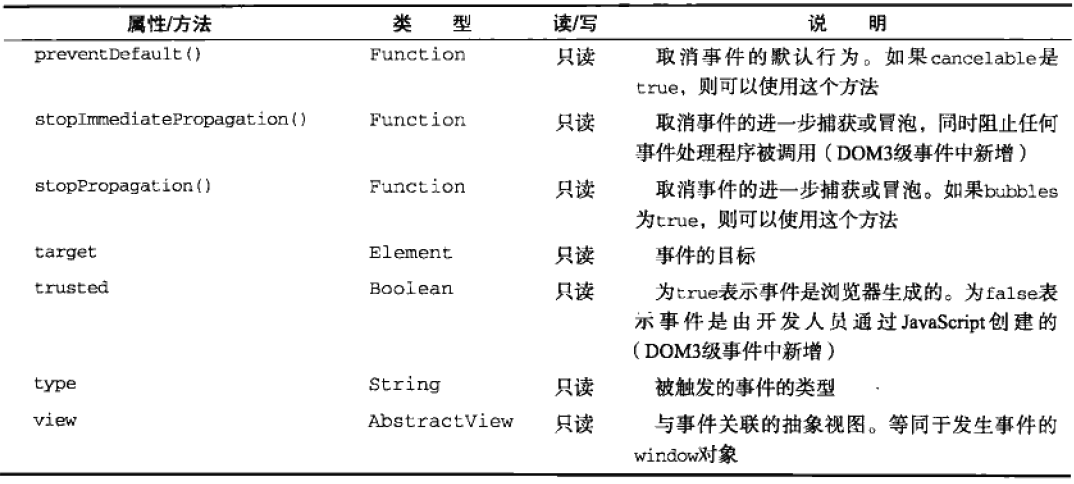 属性/方法 类 型 读/写 说 明
preventDefault() Function 只读 取消事件的默认行为。如果cancelable是
true，则可以使用这个方法
stopImmediatePropagation() Function 只读 取消事件的进一步捕获或冒泡，同时阻止任何
事件处理程序被调用（DOM3级事件中新增）
stopPropagation() Function 只读 取消事件的进一步捕获或冒泡。如果bubbles
为true，则可以使用这个方法
target Element 只读 事件的目标
trusted Boolean 只读 为true表示事件是浏览器生成的。为false表
示事件是由开发人员通过JavaScript创建的
（DOM3级事件中新增）
type String 只读 被触发的事件的类型
view AbstractView 只读 与事件关联的抽象视图。等同于发生事件的
window对象